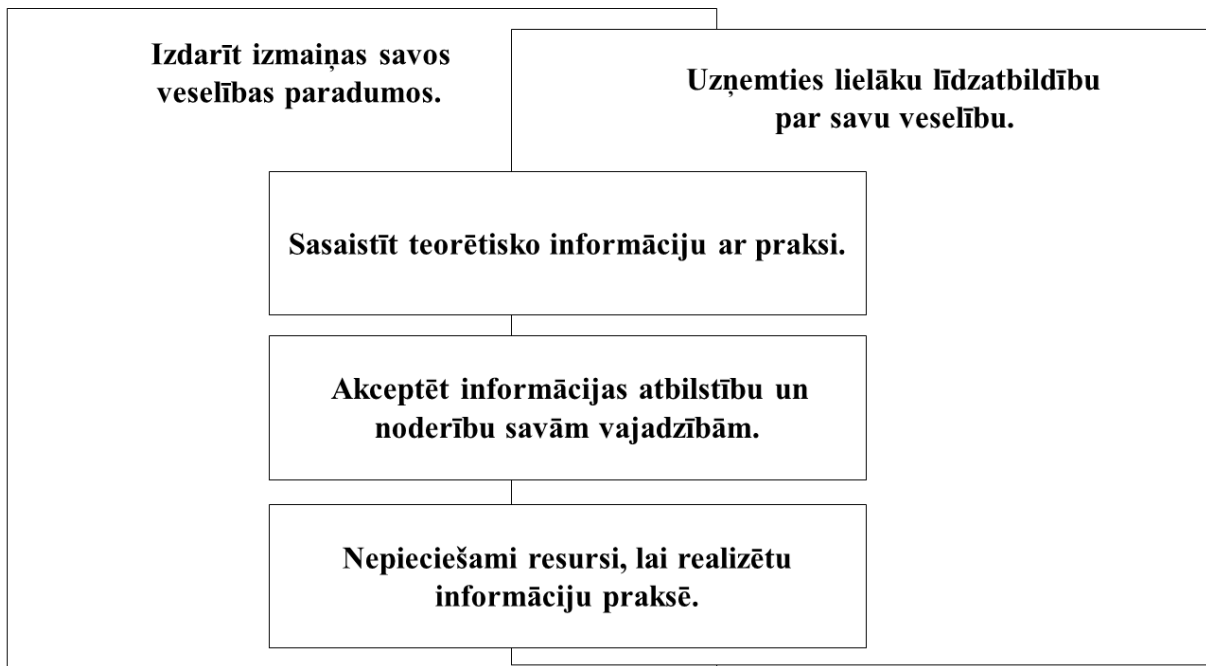 Izdarīt izmaiņas savos
veselības paradumos.
Uzņemties lielāku līdzatbildību
par savu veselību.
Sasaistīt teorētisko informāciju ar praksi.
Akceptēt informācijas atbilstību un
noderību savām vajadzībām.
Nepieciešami resursi, lai realizētu
informāciju praksē.